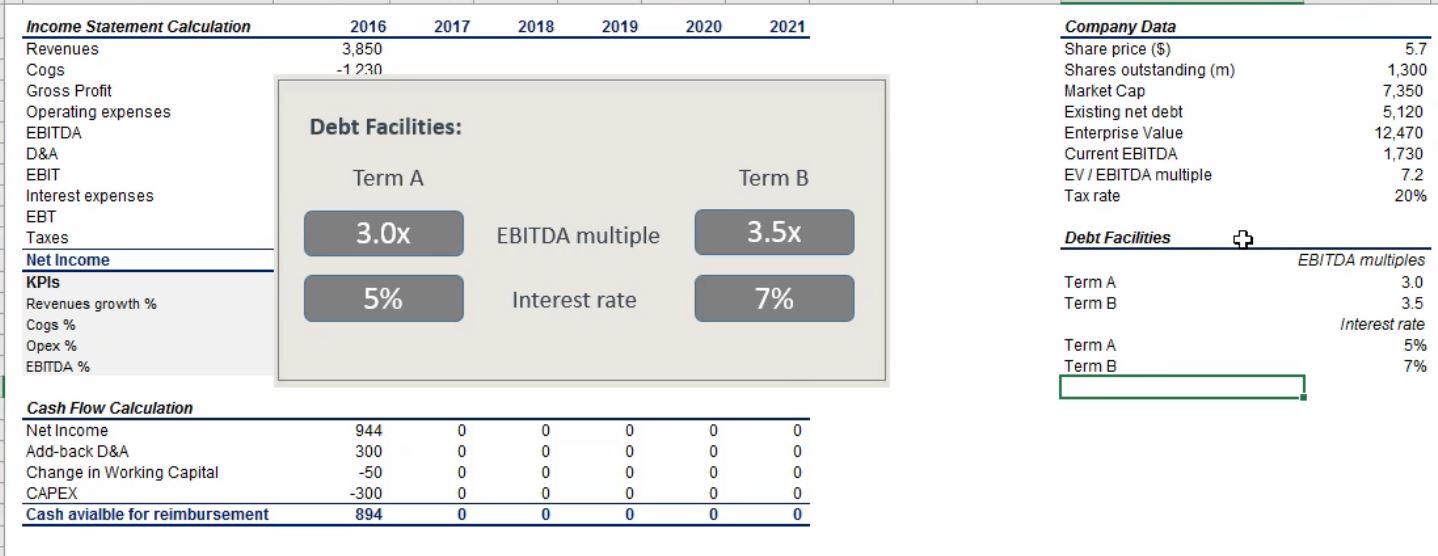 Income Statement Calculation 2016 2017 2018 2019 2020 2021
Revenues 3,850
Cogs -1 230
Gross Profit
Operating expenses
EBITDA
D&A
EBIT
Interest expenses
EBT
Taxes
Net Income
KPIs
Revenues growth %
Cogs %
Opex %
EBITDA %
Debt Facilities:
Term A Term B
3.0x EBITDA multiple 3.5x
5% Interest rate 7%
Cash Flow Calculation
Net Income 944 0 0 0 0 0
Add-back D&A 300 0 0 0 0 0
Change in Working Capital -50 0 0 0 0 0
CAPEX -300 0 0 0 0 0
Cash avialble for reimbursement 894 0 0 0 0 0
Company Data
Share price ($) 5.7
Shares outstanding (m) 1,300
Market Cap 7,350
Existing net debt 5,120
Enterprise Value 12,470
Current EBITDA 1,730
EV / EBITDA multiple 7.2
Tax rate 20%
Debt Facilities
EBITDA multiples
Term A 3.0
Term B 3.5
Interest rate
Term A 5%
Term B 7%